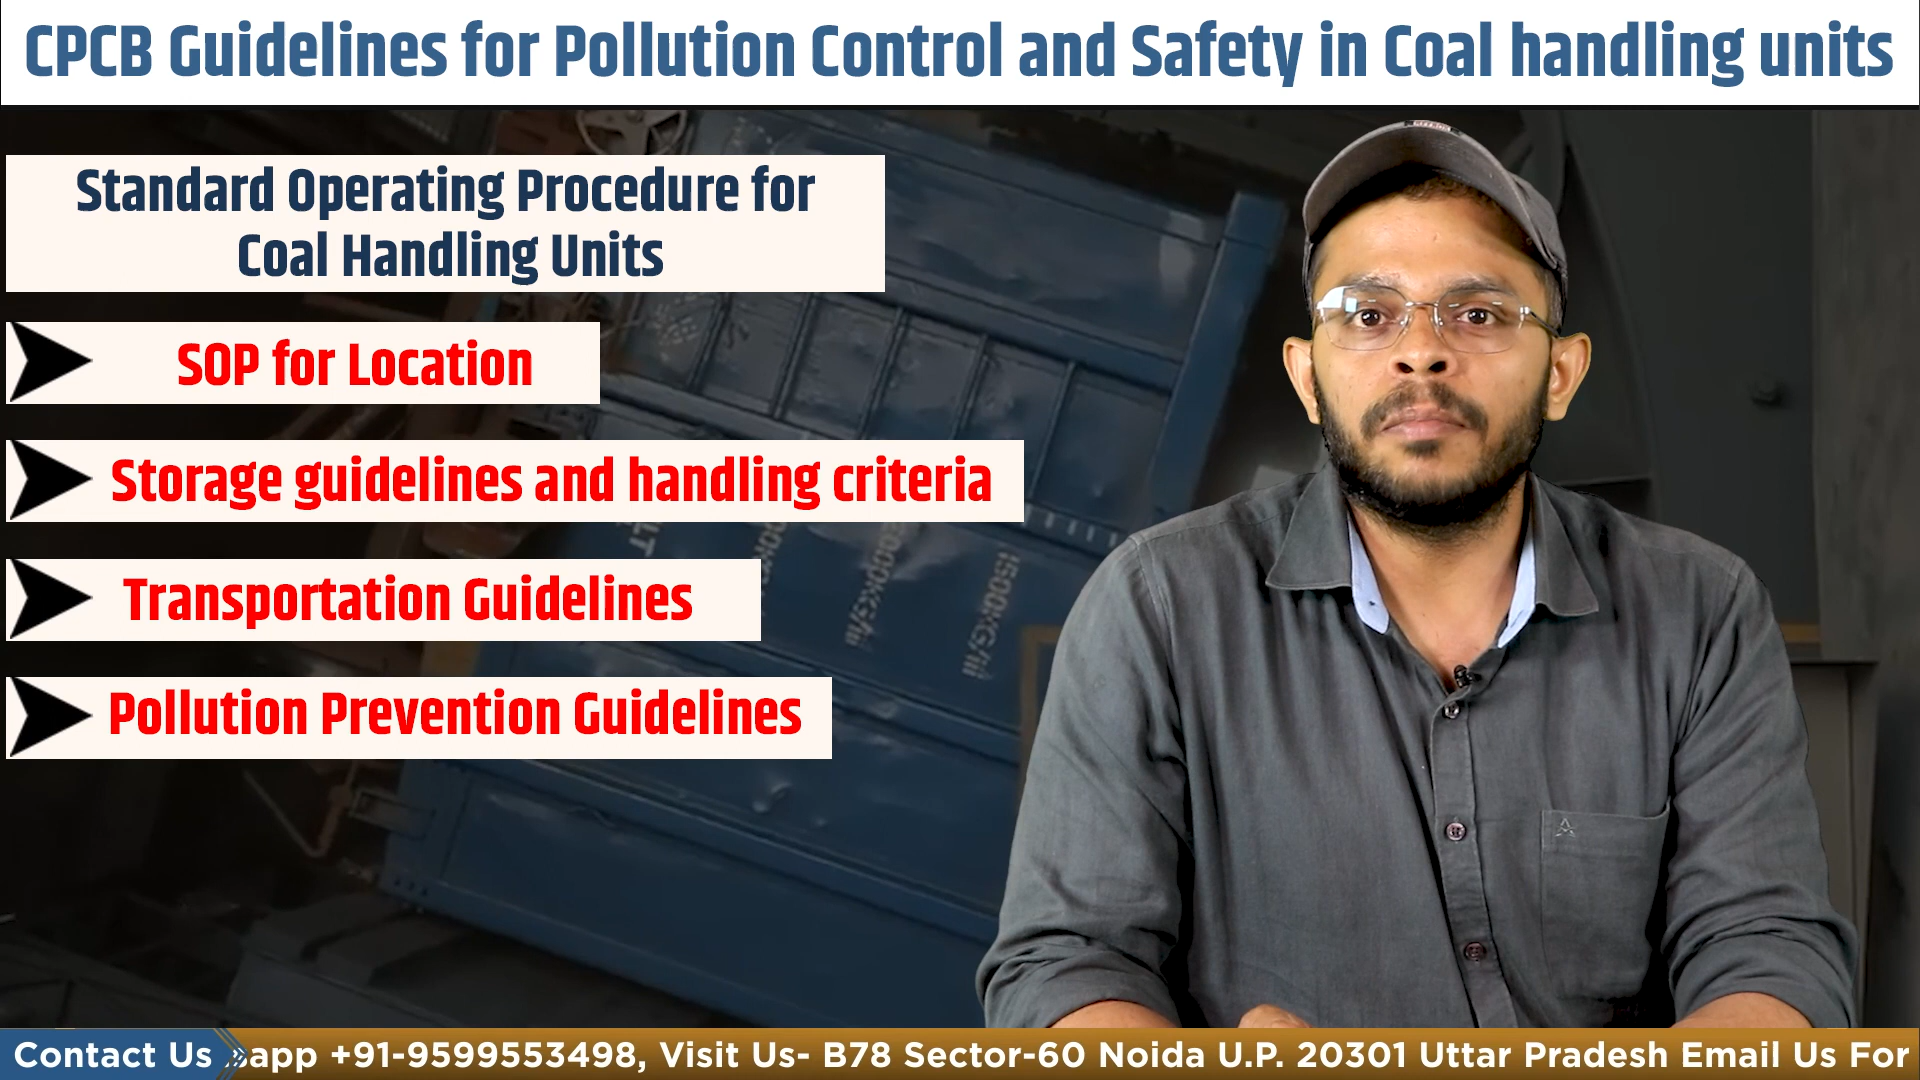 CPCB Guidelines for Pollution Control and Safety in Coal handling units
Standard Operating Procedure for
Coal Handling Units
SOP for Location
Storage guidelines and handling criteria
Transportation Guidelines
Pollution Prevention Guidelines
1500KG/
Contact Us
sapp +91-9599553498, Visit Us- B78 Sector-60 Noida U.P. 20301 Uttar Pradesh Email Us For